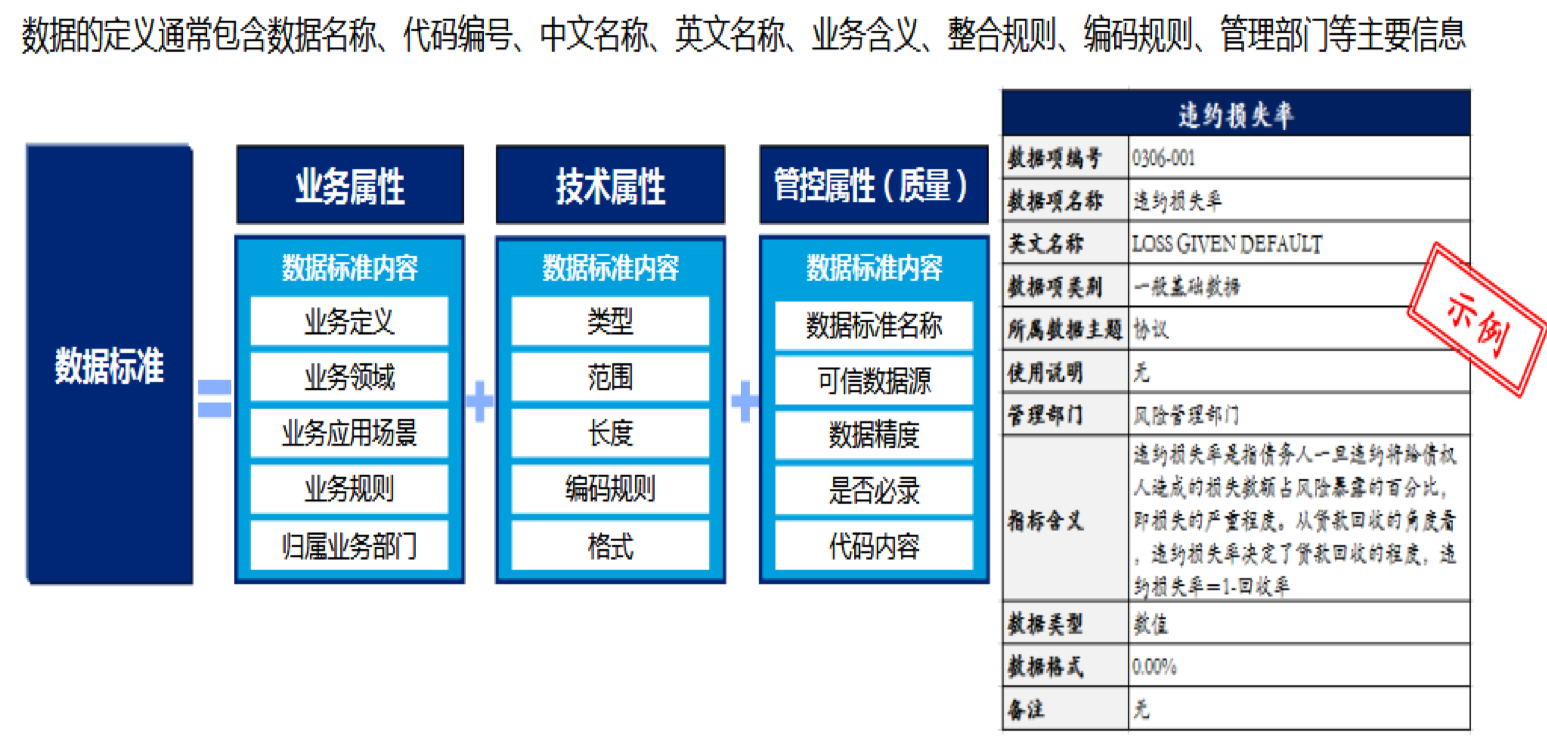 数据的定义通常包含数据名称、代码编号、中文名称、英文名称、业务含义、整合规则、编码规则、管理部门等主要信息
数据标准
=
业务属性
数据标准内容
业务定义
业务领域
业务应用场景
业务规则
归属业务部门
+
技术属性
数据标准内容
类型
范围
长度
编码规则
格式
+
管控属性（质量）
数据标准内容
数据标准名称
可信数据源
数据精度
是否必录
代码内容
违约损失率
数据项编号 0306-001
数据项名称 违约损失率
英文名称 LOSS GIVEN DEFAULT
数据项类别 一般基础数据
所属数据主题 协议
使用说明 无
管理部门 风险管理部门
指标含义
违约损失率是指债务人一旦违约将给债权
人造成的损失数额占风险暴露的百分比，
即损失的严重程度。从贷款回收的角度看
，违约损失率决定了贷款回收的程度，违
约损失率＝1-回收率
数据类型 数值
数据格式 0.00%
备注 无
示例